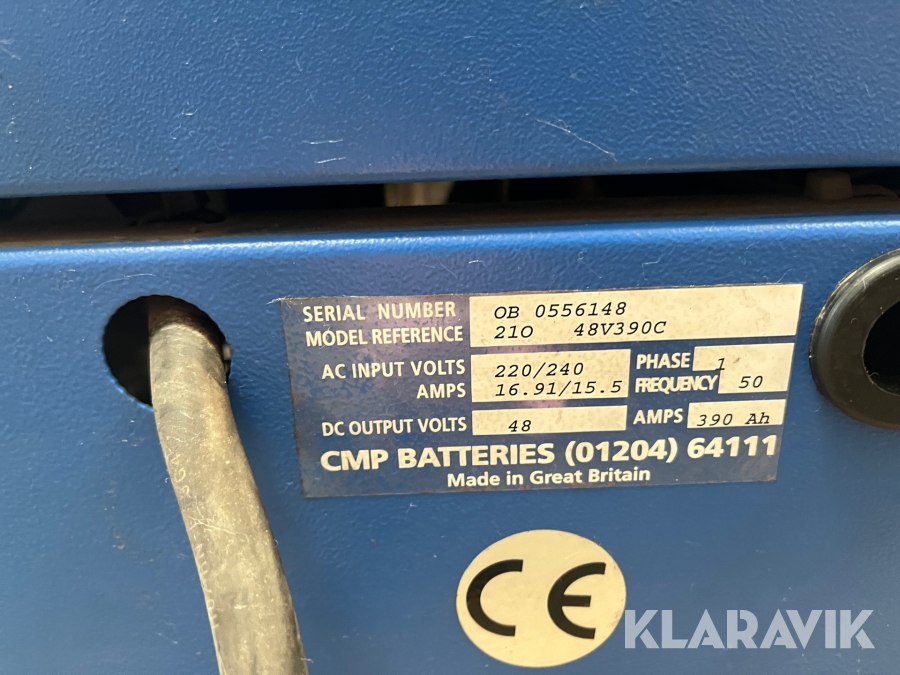 SERIAL NUMBER OB 0556148
MODEL REFERENCE 210 48V390C
AC INPUT VOLTS 220/240 PHASE 1
AMPS 16.91/15.5 FREQUENCY 50
DC OUTPUT VOLTS 48 AMPS 390 Ah
CMP BATTERIES (01204) 64111
Made in Great Britain
CE
KLARAVIK